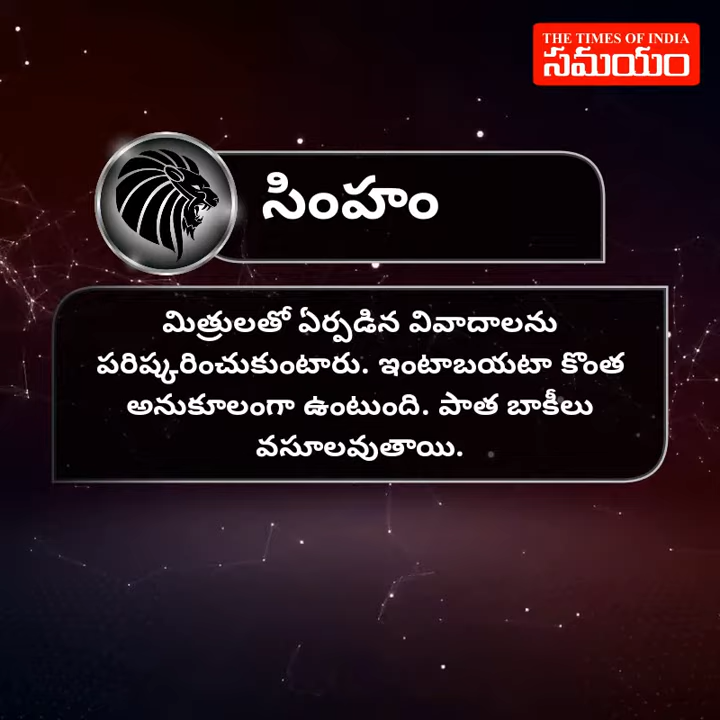 THE TIMES OF INDIA
సమయం
సింహం
మిత్రులతో ఏర్పడిన వివాదాలను
పరిష్కరించుకుంటారు. ఇంటాబయటా కొంత
అనుకూలంగా ఉంటుంది. పాత బాకీలు
వసూలవుతాయి.